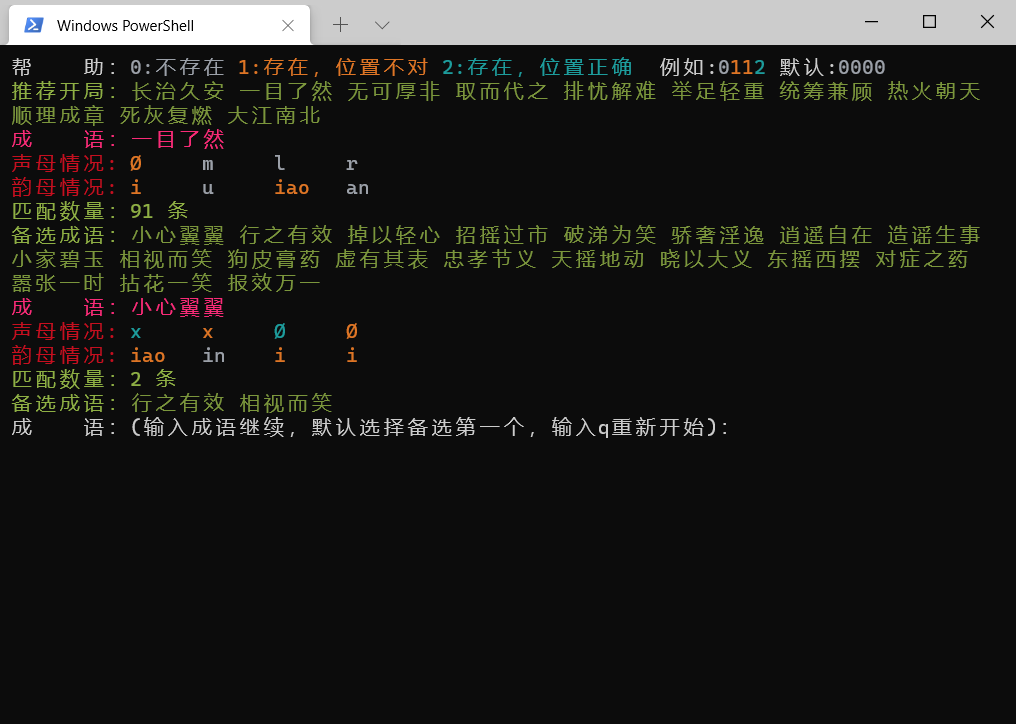 Windows PowerShell
帮    助：0:不存在 1:存在，位置不对 2:存在，位置正确  例如:0112 默认:0000
推荐开局：长治久安 一目了然 无可厚非 取而代之 排忧解难 举足轻重 统筹兼顾 热火朝天
顺理成章 死灰复燃 大江南北
成    语：一目了然
声母情况：Ø     m     l     r
韵母情况：i     u     iao   an
匹配数量：91 条
备选成语：小心翼翼 行之有效 掉以轻心 招摇过市 破涕为笑 骄奢淫逸 逍遥自在 造谣生事
小家碧玉 相视而笑 狗皮膏药 虚有其表 忠孝节义 天摇地动 晓以大义 东摇西摆 对症之药
嚣张一时 拈花一笑 报效万一
成    语：小心翼翼
声母情况：x     x     Ø     Ø
韵母情况：iao   in    i     i
匹配数量：2 条
备选成语：行之有效 相视而笑
成    语：(输入成语继续，默认选择备选第一个，输入q重新开始)：